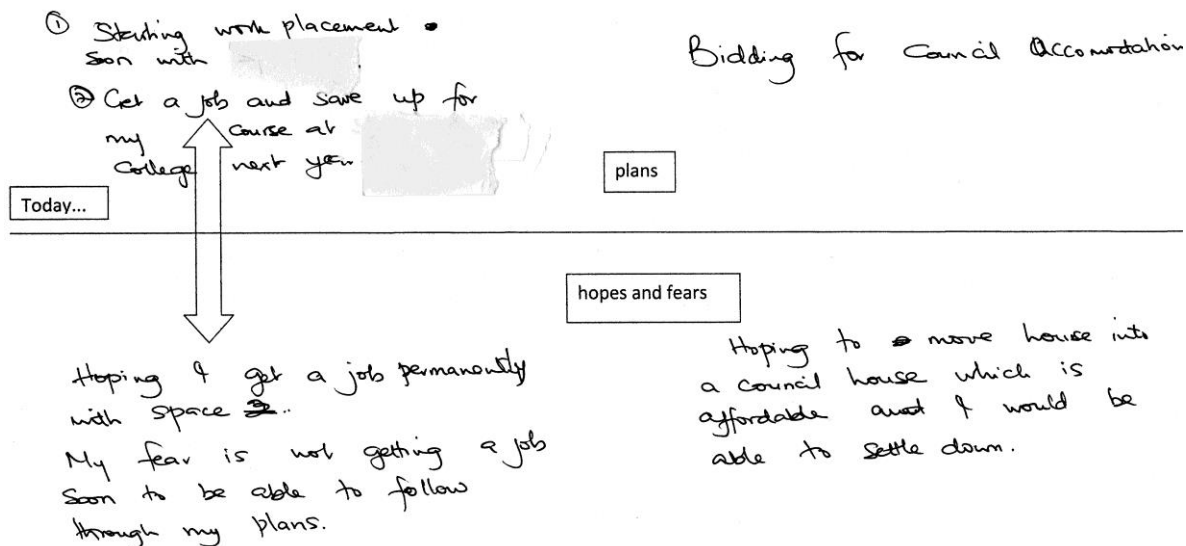 ① Starting work placement
soon with
② Get a job and save up for
my course at
college next year
Bidding for Council Accomodation
plans
Today...
hopes and fears
Hoping I get a job permanently
with space
My fear is not getting a job
soon to be able to follow
through my plans.
Hoping to move house into
a council house which is
affordable and I would be
able to settle down.